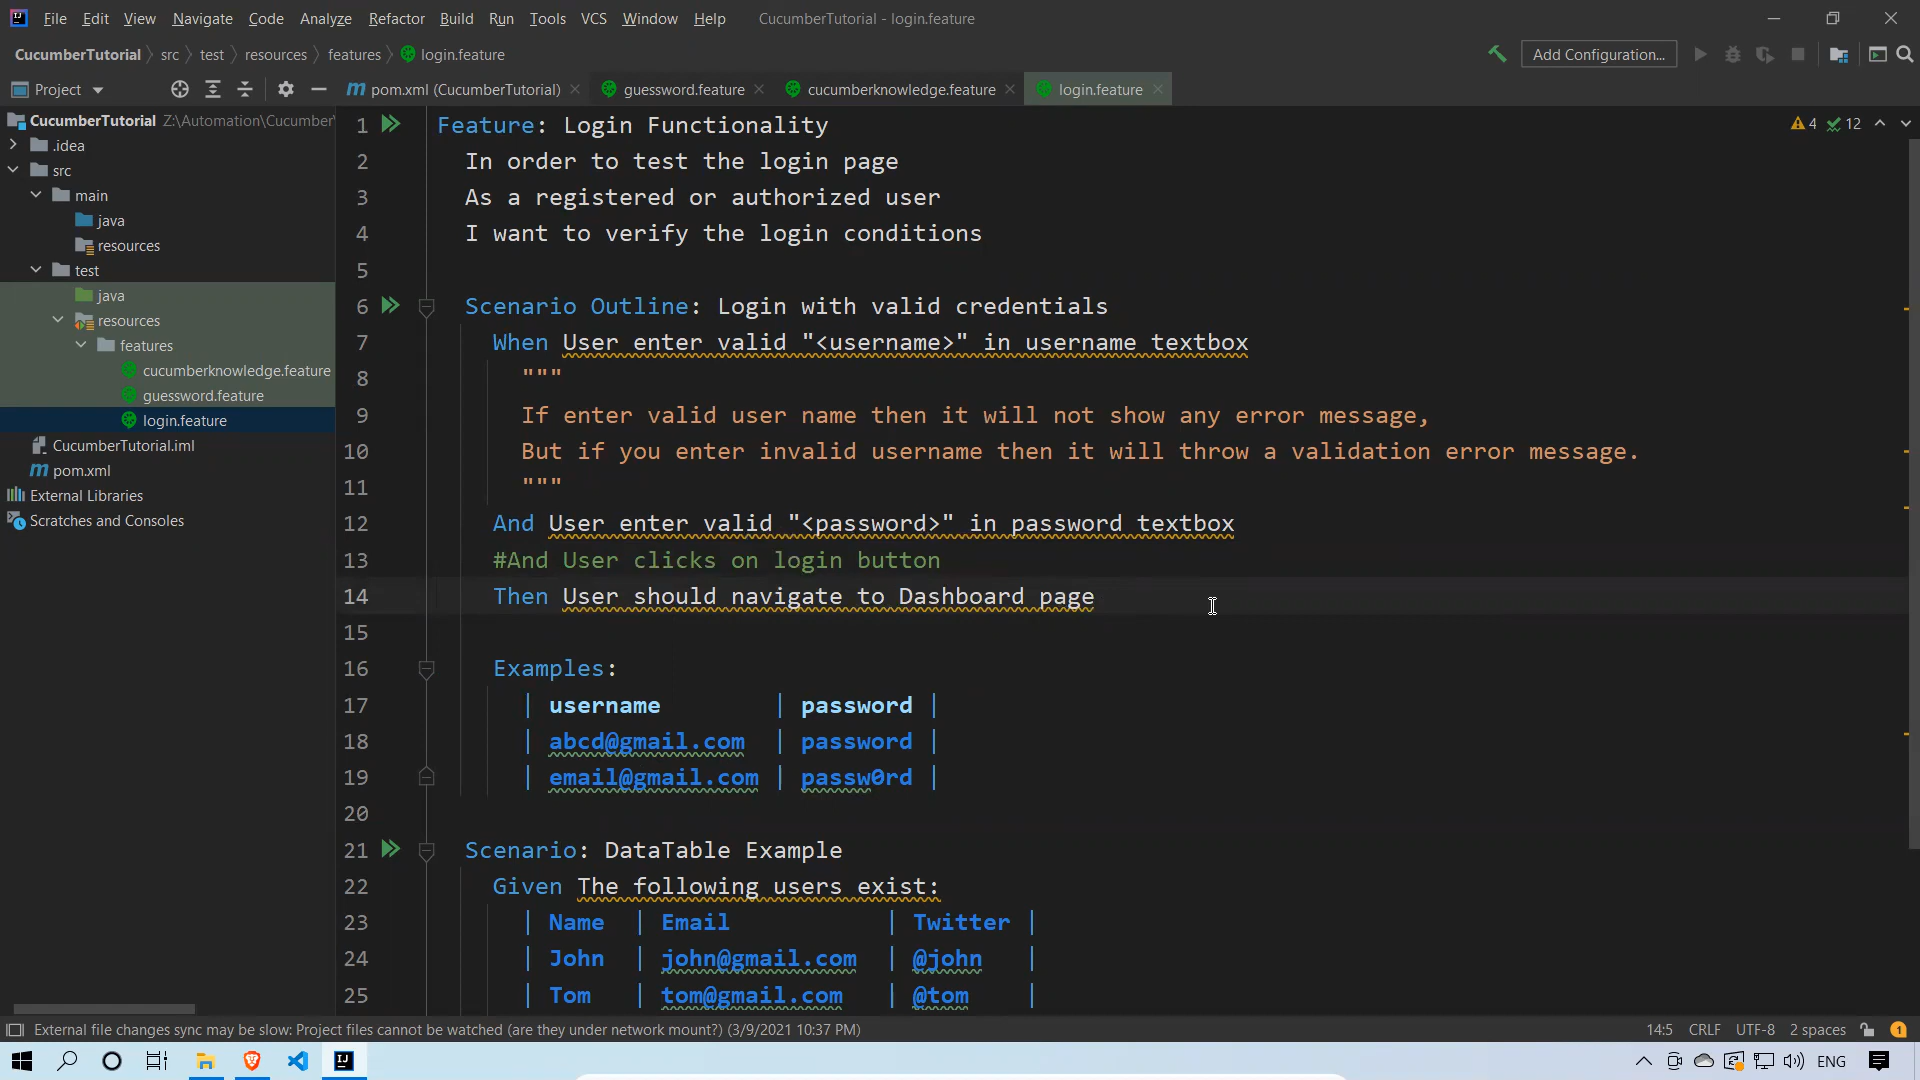 File Edit View Navigate Code Analyze Refactor Build Run Tools VCS Window Help CucumberTutorial - login.feature
CucumberTutorial src test resources features login.feature Add Configuration...
Project pom.xml (CucumberTutorial) guessword.feature cucumberknowledge.feature login.feature
CucumberTutorial Z:\Automation\Cucumber
.idea
src
main
java
resources
test
java
resources
features
cucumberknowledge.feature
guessword.feature
login.feature
CucumberTutorial.iml
pom.xml
External Libraries
Scratches and Consoles
4 12
1 Feature: Login Functionality
2 In order to test the login page
3 As a registered or authorized user
4 I want to verify the login conditions
5
6 Scenario Outline: Login with valid credentials
7 When User enter valid "<username>" in username textbox
8 """
9 If enter valid user name then it will not show any error message,
10 But if you enter invalid username then it will throw a validation error message.
11 """
12 And User enter valid "<password>" in password textbox
13 #And User clicks on login button
14 Then User should navigate to Dashboard page
15
16 Examples:
17 | username | password |
18 | abcd@gmail.com | password |
19 | email@gmail.com | passw0rd |
20
21 Scenario: DataTable Example
22 Given The following users exist:
23 | Name | Email | Twitter |
24 | John | john@gmail.com | @john |
25 | Tom | tom@gmail.com | @tom |
External file changes sync may be slow: Project files cannot be watched (are they under network mount?) (3/9/2021 10:37 PM) 14:5 CRLF UTF-8 2 spaces 1
IJ ENG